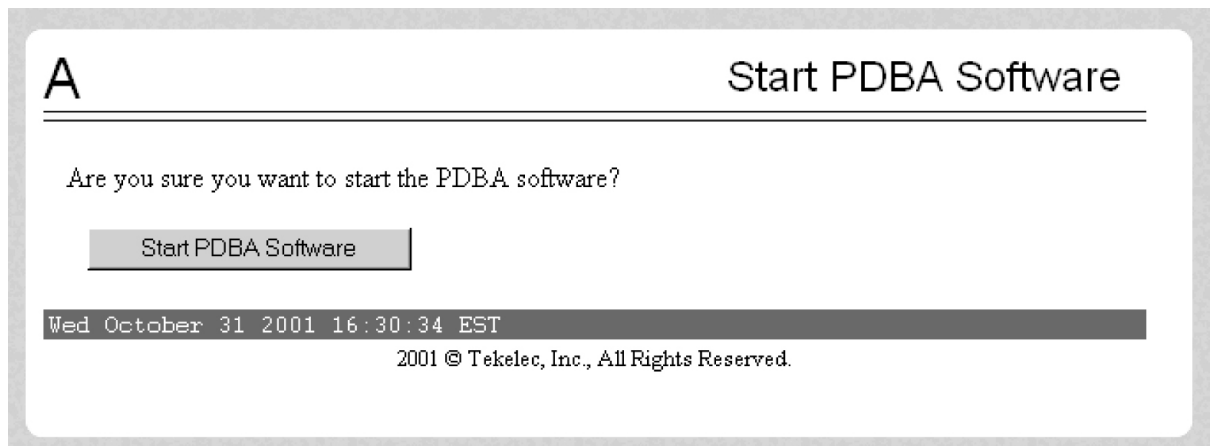 A
Start PDBA Software
Are you sure you want to start the PDBA software?
Start PDBA Software
Wed October 31 2001 16:30:34 EST
2001 © Tekelec, Inc., All Rights Reserved.